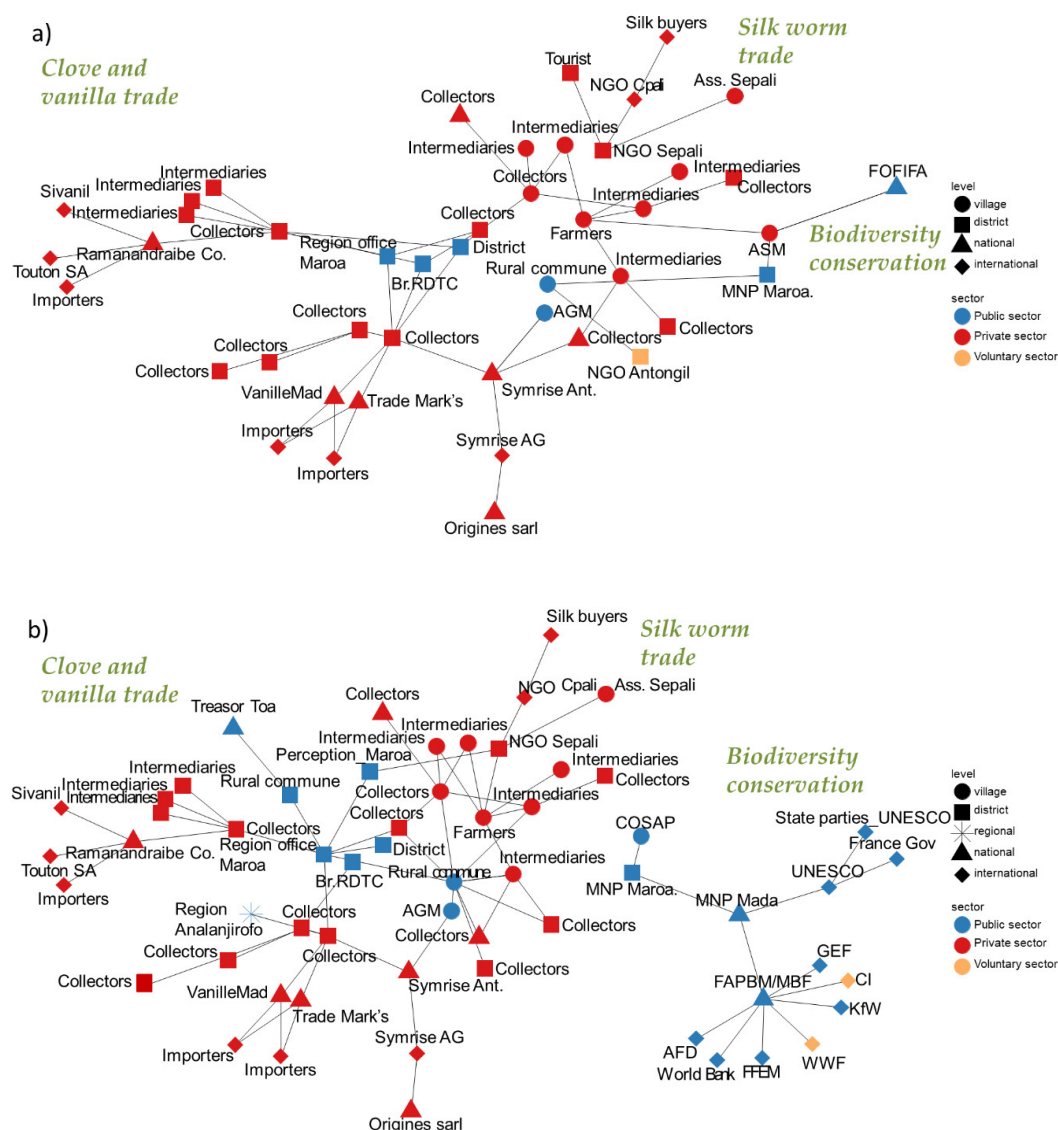 a)
Clove and
vanilla trade
Silk worm
trade
Silk buyers
Tourist
NGO Cpali
Ass. Sepali
Collectors
Intermediaries
Intermediaries
NGO Sepali
Intermediaries
Collectors
Collectors
Intermediaries
FOFIFA
Intermediaries
Intermediaries
Sivanil
Intermediaries
Collectors
Ramanandraibe Co.
Touton SA
Importers
Collectors
Region office
Maroa
District
Br.RDTC
Farmers
ASM
Biodiversity
conservation
Rural commune
Intermediaries
MNP Maroa.
AGM
Collectors
Collectors
Collectors
Collectors
Collectors
Collectors
NGO Antongil
Symrise Ant.
VanilleMad
Trade Mark's
Importers
Importers
Symrise AG
Origines sarl
level
village
district
national
international
sector
Public sector
Private sector
Voluntary sector
b)
Clove and
vanilla trade
Silk worm
trade
Silk buyers
NGO Cpali
Ass. Sepali
Treasor Toa
Collectors
Intermediaries
Intermediaries
NGO Sepali
Perception_Maroa
Intermediaries
Collectors
Biodiversity
conservation
Intermediaries
Intermediaries
Rural commune
Sivanil
Intermediaries
Collectors
Collectors
Intermediaries
Collectors
Farmers
Ramanandraibe Co.
Region office
Maroa
District
Touton SA
Importers
Br.RDTC
Rural commune
Intermediaries
COSAP
MNP Maroa.
State parties_UNESCO
France Gov
UNESCO
MNP Mada
Region
Analanjirofo
Collectors
AGM
Collectors
Collectors
Collectors
Collectors
Collectors
Collectors
Symrise Ant.
GEF
CI
FAPBM/MBF
KfW
VanilleMad
Trade Mark's
Symrise AG
Importers
Importers
AFD
World Bank
FFEM
WWF
Origines sarl
level
village
district
regional
national
international
sector
Public sector
Private sector
Voluntary sector